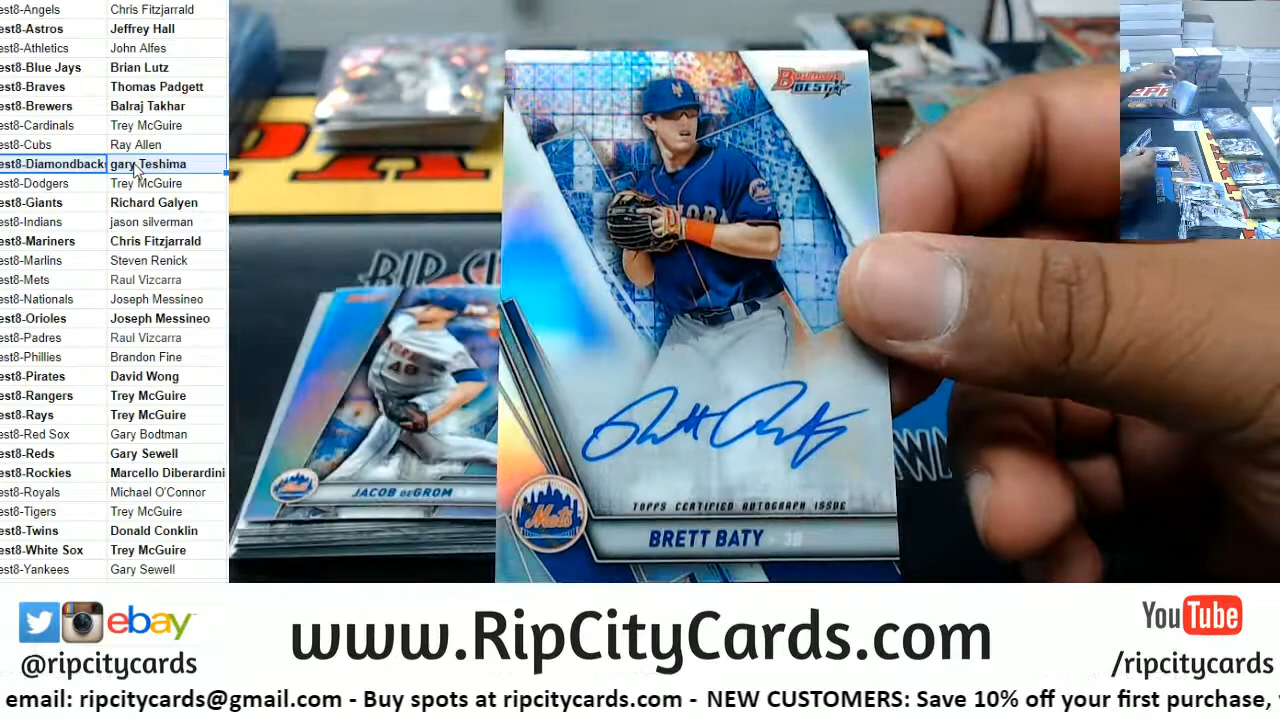 est8-Angels Chris Fitzjarrald
est8-Astros Jeffrey Hall
est8-Athletics John Alfes
est8-Blue Jays Brian Lutz
est8-Braves Thomas Padgett
est8-Brewers Balraj Takhar
est8-Cardinals Trey McGuire
est8-Cubs Ray Allen
est8-Diamondback gary Teshima
est8-Dodgers Trey McGuire
est8-Giants Richard Galyen
est8-Indians jason silverman
est8-Mariners Chris Fitzjarrald
est8-Marlins Steven Renick
est8-Mets Raul Vizcarra
est8-Nationals Joseph Messineo
est8-Orioles Joseph Messineo
est8-Padres Raul Vizcarra
est8-Phillies Brandon Fine
est8-Pirates David Wong
est8-Rangers Trey McGuire
est8-Rays Trey McGuire
est8-Red Sox Gary Bodtman
est8-Reds Gary Sewell
est8-Rockies Marcello Diberardini
est8-Royals Michael O'Connor
est8-Tigers Trey McGuire
est8-Twins Donald Conklin
est8-White Sox Trey McGuire
est8-Yankees Gary Sewell
Bowman's
BEST
RIP CI
48
JACOB deGROM
TOPPS CERTIFIED AUTOGRAPH ISSUE
Mets
BRETT BATY 3B
ebay
@ripcitycards
www.RipCityCards.com
YouTube
/ripcitycards
email: ripcitycards@gmail.com - Buy spots at ripcitycards.com - NEW CUSTOMERS: Save 10% off your first purchase,